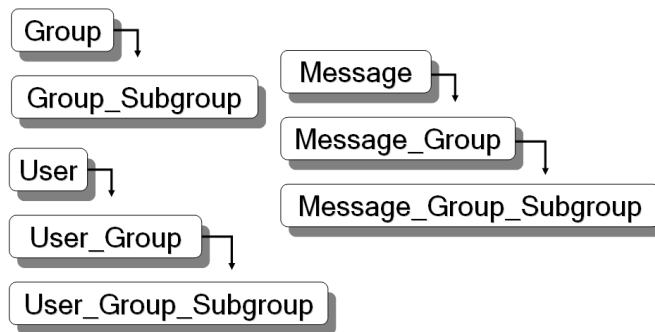 Group
Group_Subgroup
User
User_Group
User_Group_Subgroup
Message
Message_Group
Message_Group_Subgroup